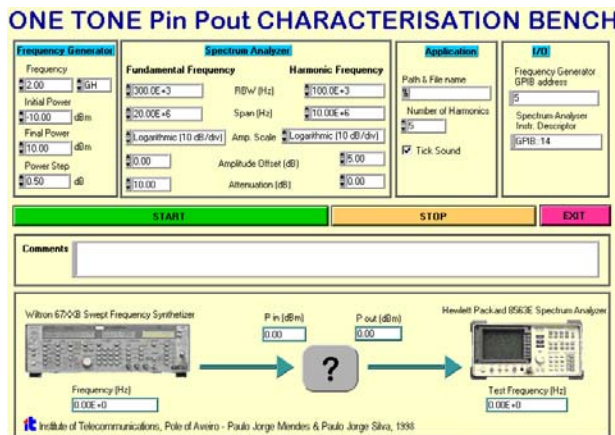 ONE TONE Pin Pout CHARACTERISATION BENCH
Frequency Generator
Frequency
2.00 GH
Initial Power
-10.00 dBm
Final Power
10.00 dBm
Power Step
0.50 dB
Spectrum Analyzer
Fundamental Frequency Harmonic Frequency
300.0E+3 RBW (Hz) 100.0E+3
20.00E+6 Span (Hz) 10.00E+6
Logarithmic (10 dB/div) Amp. Scale Logarithmic (10 dB/div)
0.00 Amplitude Offset (dB) 5.00
10.00 Attenuation (dB) 0.00
Application
Path & File name
%
Number of Harmonics
5
Tick Sound
I/O
Frequency Generator
GPIB address
5
Spectrum Analyser
Instr. Descriptor
GPIB::14
START STOP EXIT
Comments
Wiltron 67XXB Swept Frequency Synthetizer
P in (dBm) P out (dBm)
0.00 0.00
Hewlett Packard 8563E Spectrum Analyzer
?
Frequency (Hz)
0.00E+0
Test Frequency (Hz)
0.00E+0
it Institute of Telecommunications, Pole of Aveiro - Paulo Jorge Mendes & Paulo Jorge Silva, 1998